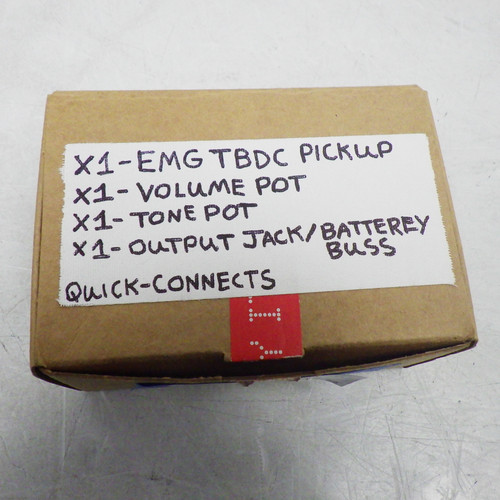 X1-EMG TBDC PICKUP
X1-VOLUME POT
X1-TONE POT
X1-OUTPUT JACK/BATTEREY
BUSS
QUICK-CONNECTS